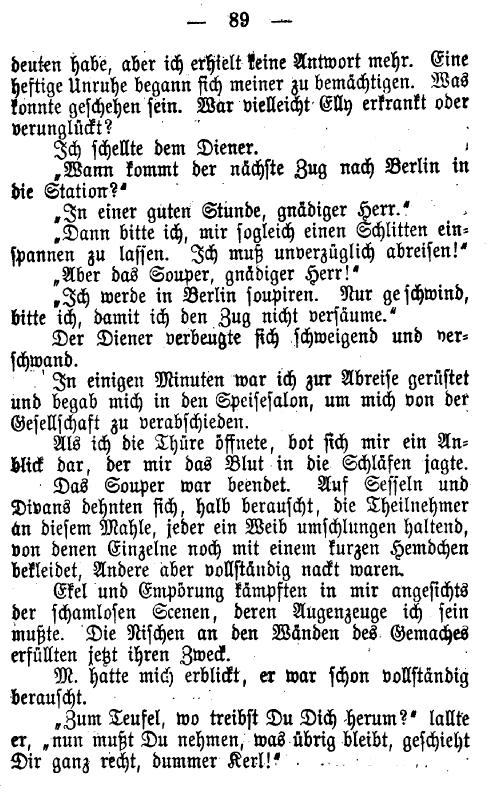 — 89 —
deuten habe, aber ich erhielt keine Antwort mehr. Eine
heftige Unruhe begann sich meiner zu bemächtigen. Was
konnte geschehen sein. War vielleicht Elly erkrankt oder
verunglückt?
Ich schellte dem Diener.
„Wann kommt der nächste Zug nach Berlin in
die Station?“
„In einer guten Stunde, gnädiger Herr.“
„Dann bitte ich, mir sogleich einen Schlitten ein-
spannen zu lassen. Ich muß unverzüglich abreisen!“
„Aber das Souper, gnädiger Herr!“
„Ich werde in Berlin soupiren. Nur geschwind,
bitte ich, damit ich den Zug nicht versäume.“
Der Diener verbeugte sich schweigend und ver-
schwand.
In einigen Minuten war ich zur Abreise gerüstet
und begab mich in den Speisesalon, um mich von der
Gesellschaft zu verabschieden.
Als ich die Thüre öffnete, bot sich mir ein An-
blick dar, der mir das Blut in die Schläfen jagte.
Das Souper war beendet. Auf Sesseln und
Divans dehnten sich, halb berauscht, die Theilnehmer
an diesem Mahle, jeder ein Weib umschlungen haltend,
von denen Einzelne noch mit einem kurzen Hemdchen
bekleidet, Andere aber vollständig nackt waren.
Ekel und Empörung kämpften in mir angesichts
der schamlosen Scenen, deren Augenzeuge ich sein
mußte. Die Nischen an den Wänden des Gemaches
erfüllten jetzt ihren Zweck.
M. hatte mich erblickt, er war schon vollständig
berauscht.
„Zum Teufel, wo treibst Du Dich herum?“ lallte
er, „nun mußt Du nehmen, was übrig bleibt, geschieht
Dir ganz recht, dummer Kerl!“